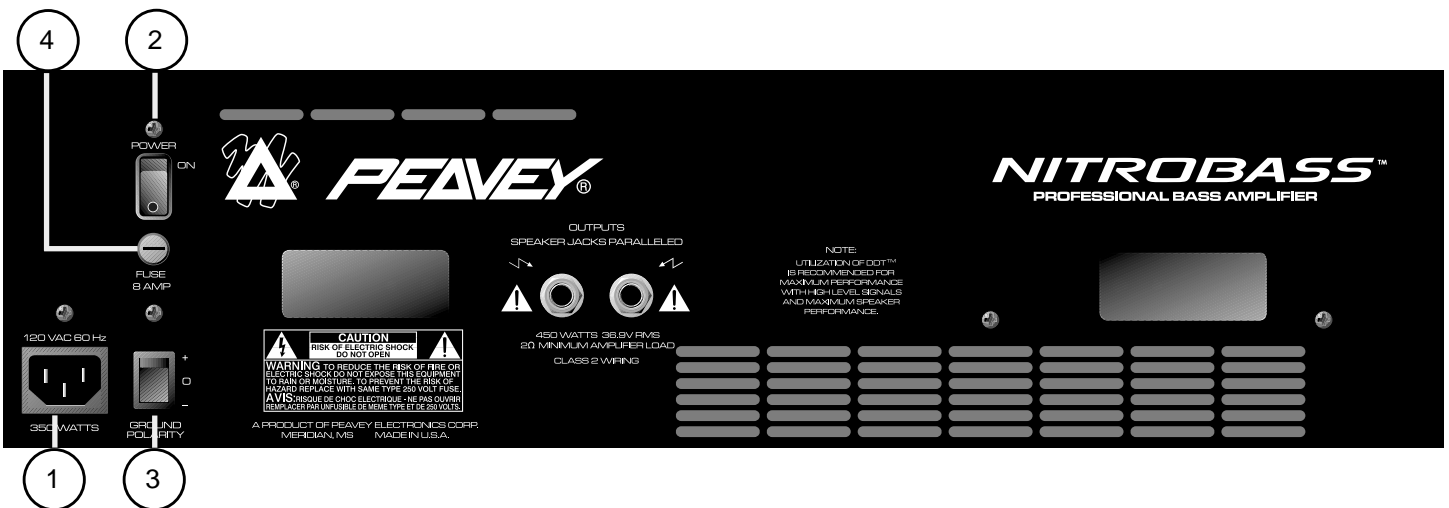 4
2
POWER
ON
FUSE
8 AMP
120 VAC 60 Hz
350 WATTS
+
O
–
GROUND
POLARITY
1
3
®
PEAVEY®
CAUTION
RISK OF ELECTRIC SHOCK
DO NOT OPEN
WARNING TO REDUCE THE RISK OF FIRE OR
ELECTRIC SHOCK DO NOT EXPOSE THIS EQUIPMENT
TO RAIN OR MOISTURE. TO PREVENT THE RISK OF
HAZARD REPLACE WITH SAME TYPE 250 VOLT FUSE.
AVIS: RISQUE DE CHOC ELECTRIQUE - NE PAS OUVRIR
REMPLACER PAR UNFUSIBLE DE MEME TYPE ET DE 250 VOLTS.
A PRODUCT OF PEAVEY ELECTRONICS CORP.
MERIDIAN, MS MADE IN U.S.A.
OUTPUTS
SPEAKER JACKS PARALLELED
450 WATTS 36.9V RMS
2Ω MINIMUM AMPLIFIER LOAD
CLASS 2 WIRING
NOTE:
UTILIZATION OF DDT™
IS RECOMMENDED FOR
MAXIMUM PERFORMANCE
WITH HIGH LEVEL SIGNALS
AND MAXIMUM SPEAKER
PERFORMANCE.
NITROBASS™
PROFESSIONAL BASS AMPLIFIER